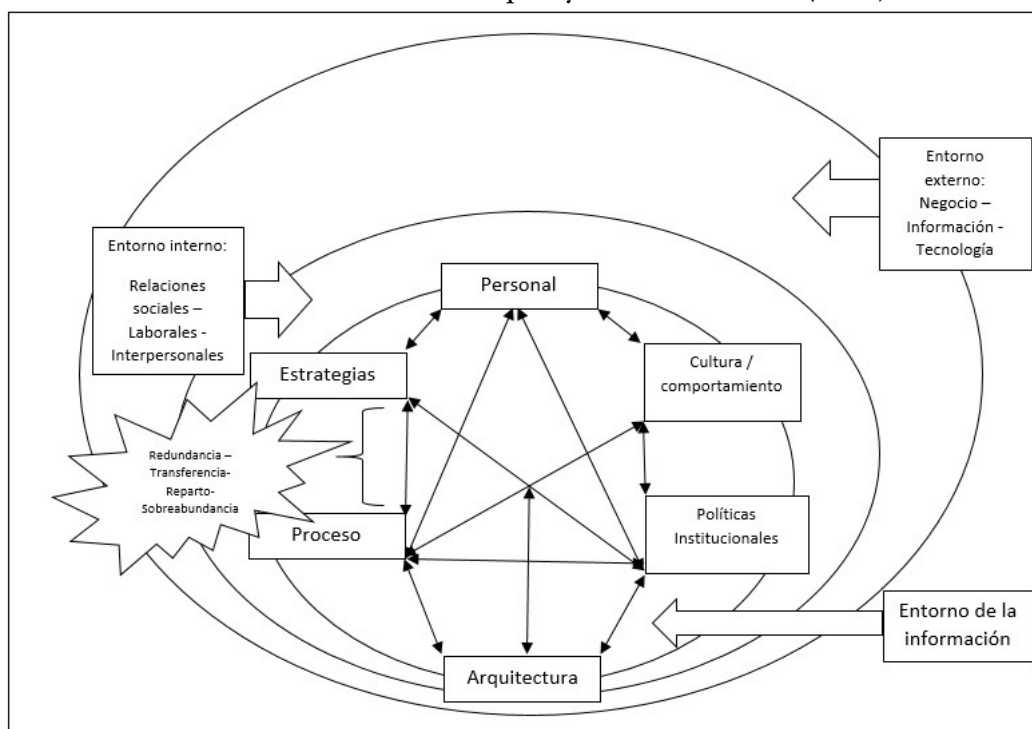 Entorno
externo:
Negocio –
Información -
Tecnología
Entorno interno:
Relaciones
sociales –
Laborales -
Interpersonales
Personal
Estrategias
Cultura /
comportamiento
Redundancia –
Transferencia-
Reparto-
Sobreabundancia
Proceso
Políticas
Institucionales
Entorno de la
información
Arquitectura